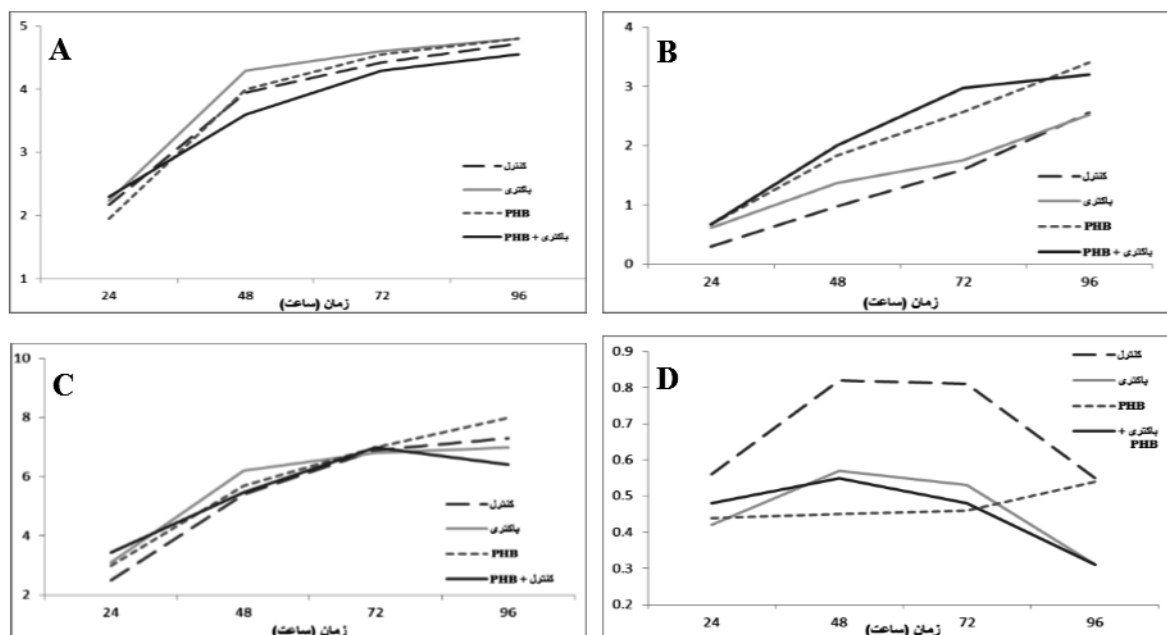 A
5
4
3
2
1
24
48
72
96
زمان (ساعت)
کنترل
باکتری
PHB
PHB + باکتری
B
4
3
2
1
0
24
48
72
96
زمان (ساعت)
کنترل
باکتری
PHB
PHB + باکتری
C
10
8
6
4
2
24
48
72
96
زمان (ساعت)
کنترل
باکتری
PHB
PHB + کنترل
D
0.9
0.8
0.7
0.6
0.5
0.4
0.3
0.2
24
48
72
96
زمان (ساعت)
کنترل
باکتری
PHB
باکتری +
PHB